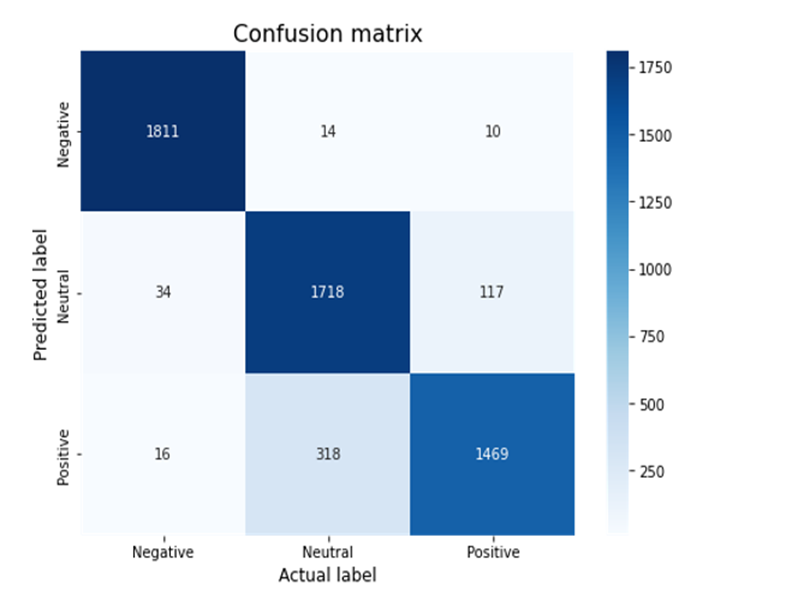 Confusion matrix
Negative
1811
14
10
1750
1500
1250
1000
750
500
250
Predicted label
Neutral
34
1718
117
Positive
16
318
1469
Negative
Neutral
Positive
Actual label